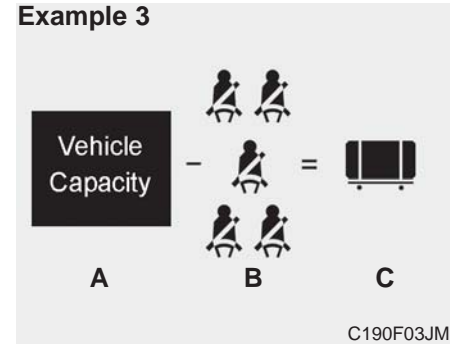 Example 3
Vehicle
Capacity
- =
A B C
C190F03JM